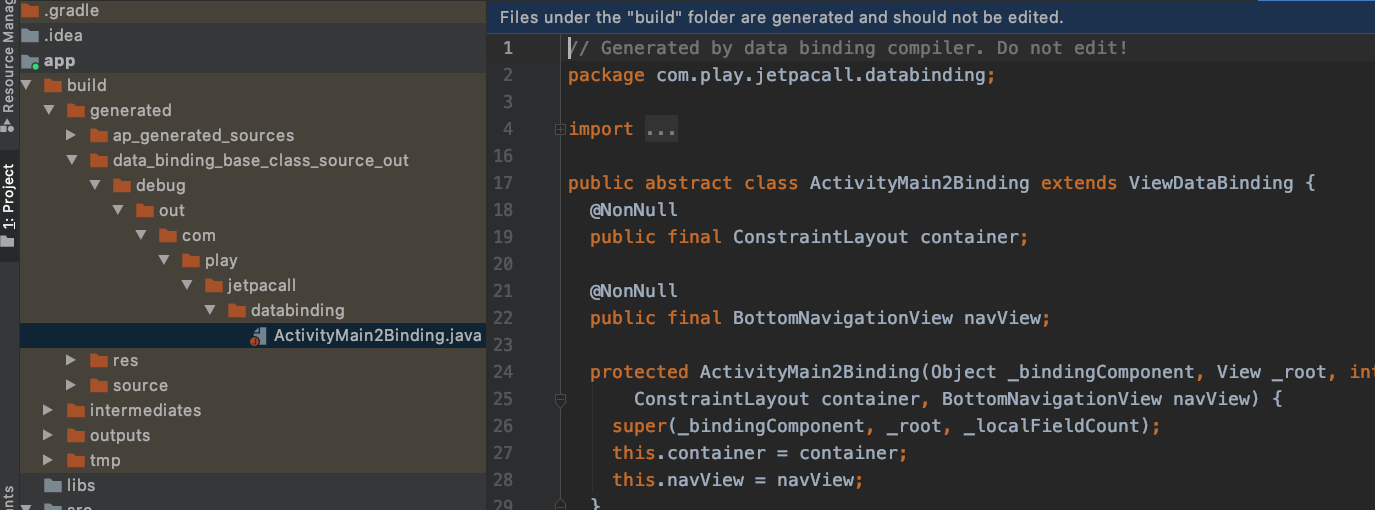 Resource Manag
1: Project
nts
.gradle
.idea
app
build
generated
ap_generated_sources
data_binding_base_class_source_out
debug
out
com
play
jetpacall
databinding
ActivityMain2Binding.java
res
source
intermediates
outputs
tmp
libs
src
Files under the "build" folder are generated and should not be edited.
1 // Generated by data binding compiler. Do not edit!
2 package com.play.jetpacall.databinding;
3
4 import ...
16
17 public abstract class ActivityMain2Binding extends ViewDataBinding {
18 @NonNull
19 public final ConstraintLayout container;
20
21 @NonNull
22 public final BottomNavigationView navView;
23
24 protected ActivityMain2Binding(Object _bindingComponent, View _root, int
25 ConstraintLayout container, BottomNavigationView navView) {
26 super(_bindingComponent, _root, _localFieldCount);
27 this.container = container;
28 this.navView = navView;
29 }